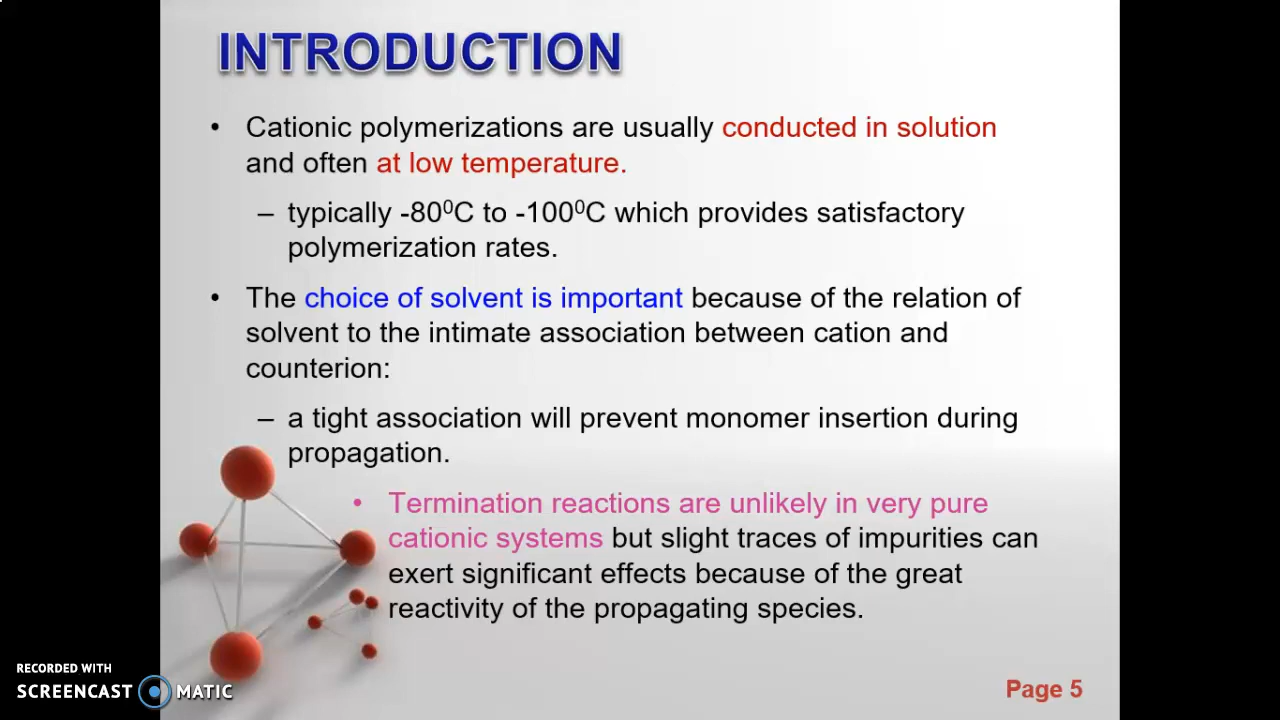 INTRODUCTION
• Cationic polymerizations are usually conducted in solution
and often at low temperature.
– typically -80⁰C to -100⁰C which provides satisfactory
polymerization rates.
• The choice of solvent is important because of the relation of
solvent to the intimate association between cation and
counterion:
– a tight association will prevent monomer insertion during
propagation.
• Termination reactions are unlikely in very pure
cationic systems but slight traces of impurities can
exert significant effects because of the great
reactivity of the propagating species.
RECORDED WITH
SCREENCAST MATIC
Page 5